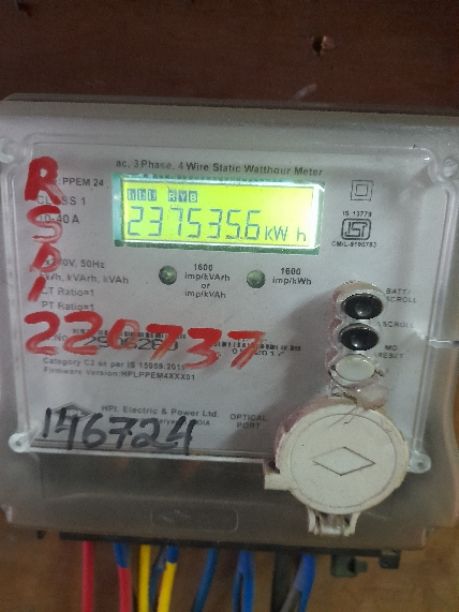 ac, 3 Phase, 4 Wire Static Watthour Meter
PPEM 24
CLASS 1
10-40 A
RYB
237535.6 kWh
IS 13779
ISI
50Hz
kVArh, kVAh
CT Ratio=1
PT Ratio=1
1600
imp/kVArh
or
imp/kVAh
1600
imp/kWh
BATT/
SCROLL
SCROLL
MD
RESET
220737
Category C2 as per IS 15959:2011
Firmware Version:HPLPPEM4XXX01
HPL Electric & Power Ltd.
INDIA
OPTICAL
PORT
146724